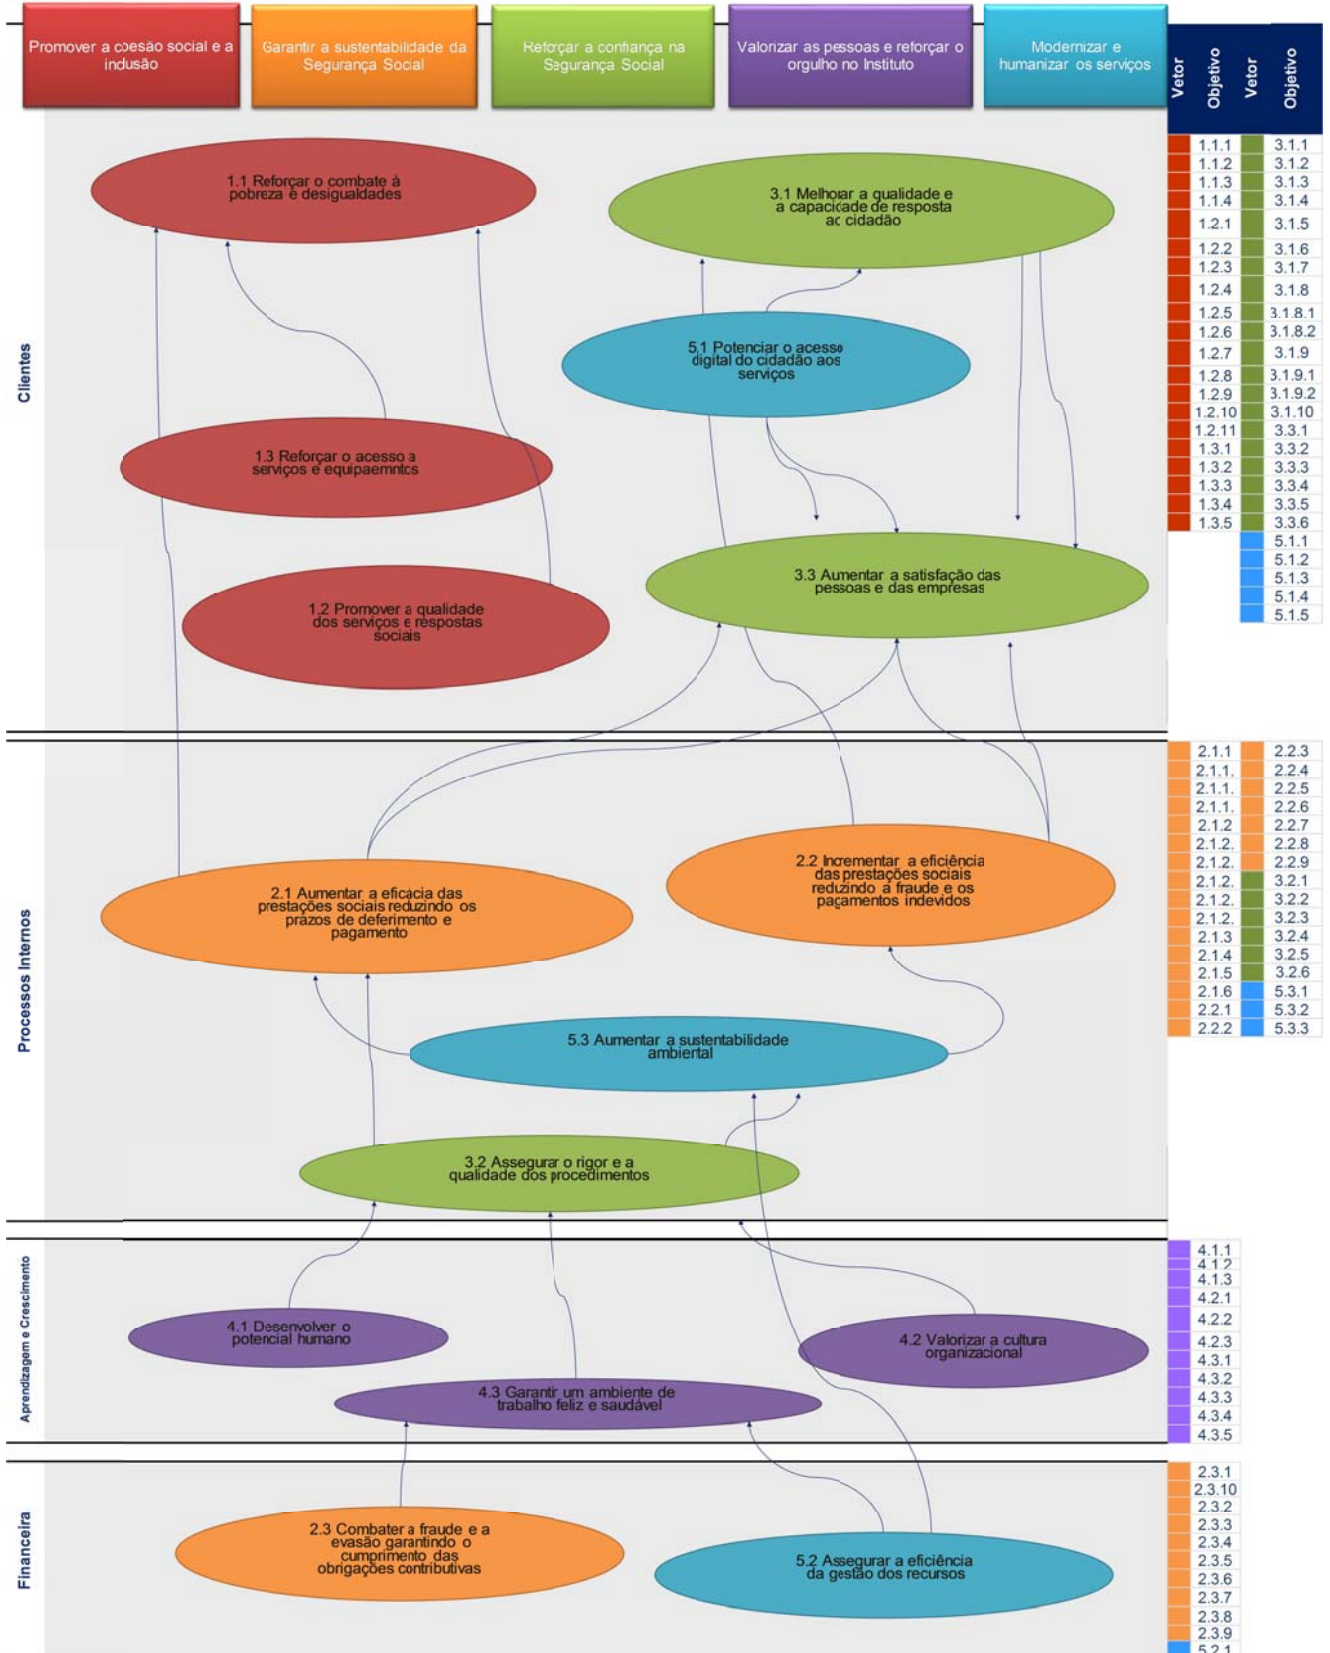 Promover a coesão social e a
inclusão
Garantir a sustentabilidade da
Segurança Social
Reforçar a confiança na
Segurança Social
Valorizar as pessoas e reforçar o
orgulho no Instituto
Modernizar e
humanizar os serviços
Vetor
Objetivo
Vetor
Objetivo
Clientes
1.1 Reforçar o combate à
pobreza e desigualdades
3.1 Melhorar a qualidade e
a capacidade de resposta
ao cidadão
5.1 Potenciar o acesso
digital do cidadão aos
serviços
1.3 Reforçar o acesso a
serviços e equipaemntos
3.3 Aumentar a satisfação das
pessoas e das empresas
1.2 Promover a qualidade
dos serviços e respostas
sociais
1.1.1 3.1.1
1.1.2 3.1.2
1.1.3 3.1.3
1.1.4 3.1.4
1.2.1 3.1.5
1.2.2 3.1.6
1.2.3 3.1.7
1.2.4 3.1.8
1.2.5 3.1.8.1
1.2.6 3.1.8.2
1.2.7 3.1.9
1.2.8 3.1.9.1
1.2.9 3.1.9.2
1.2.10 3.1.10
1.2.11 3.3.1
1.3.1 3.3.2
1.3.2 3.3.3
1.3.3 3.3.4
1.3.4 3.3.5
1.3.5 3.3.6
5.1.1
5.1.2
5.1.3
5.1.4
5.1.5
Processos Internos
2.1 Aumentar a eficácia das
prestações sociais reduzindo os
prazos de deferimento e
pagamento
2.2 Incrementar a eficiência
das prestações sociais
reduzindo a fraude e os
pagamentos indevidos
5.3 Aumentar a sustentabilidade
ambiental
3.2 Assegurar o rigor e a
qualidade dos procedimentos
2.1.1 2.2.3
2.1.1. 2.2.4
2.1.1. 2.2.5
2.1.1. 2.2.6
2.1.2 2.2.7
2.1.2. 2.2.8
2.1.2. 2.2.9
2.1.2. 3.2.1
2.1.2. 3.2.2
2.1.2. 3.2.3
2.1.3 3.2.4
2.1.4 3.2.5
2.1.5 3.2.6
2.1.6 5.3.1
2.2.1 5.3.2
2.2.2 5.3.3
Aprendizagem e Crescimento
4.1 Desenvolver o
potencial humano
4.2 Valorizar a cultura
organizacional
4.3 Garantir um ambiente de
trabalho feliz e saudável
4.1.1
4.1.2
4.1.3
4.2.1
4.2.2
4.2.3
4.3.1
4.3.2
4.3.3
4.3.4
4.3.5
Financeira
2.3 Combater a fraude e a
evasão garantindo o
cumprimento das
obrigações contributivas
5.2 Assegurar a eficiência
da gestão dos recursos
2.3.1
2.3.10
2.3.2
2.3.3
2.3.4
2.3.5
2.3.6
2.3.7
2.3.8
2.3.9
5.2.1